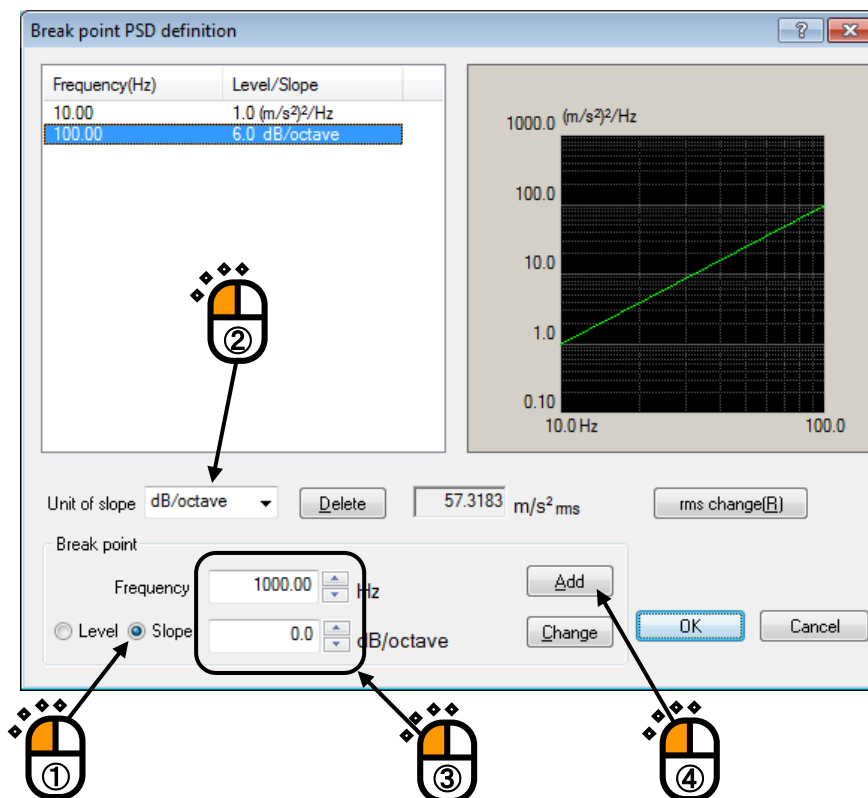 Break point PSD definition
Frequency(Hz) Level/Slope
10.00 1.0 (m/s²)²/Hz
100.00 6.0 dB/octave
1000.0 (m/s²)²/Hz
100.0
10.0
1.0
0.10
10.0 Hz 100.0
②
Unit of slope dB/octave Delete 57.3183 m/s² rms rms change(R)
Break point
Frequency 1000.00 Hz Add
Level Slope 0.0 dB/octave Change OK Cancel
① ③ ④